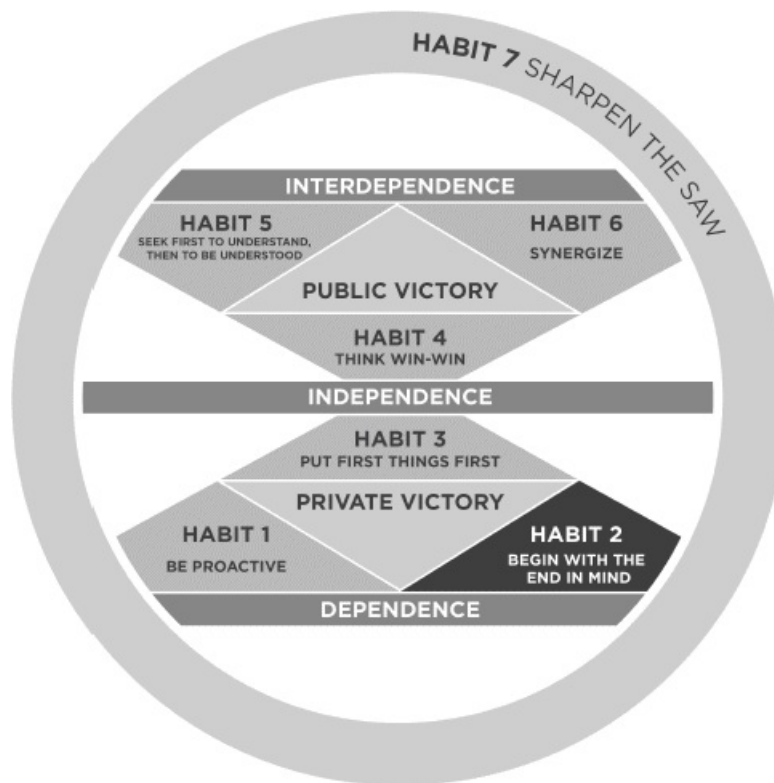 HABIT 7 SHARPEN THE SAW
INTERDEPENDENCE
HABIT 5
SEEK FIRST TO UNDERSTAND,
THEN TO BE UNDERSTOOD
HABIT 6
SYNERGIZE
PUBLIC VICTORY
HABIT 4
THINK WIN-WIN
INDEPENDENCE
HABIT 3
PUT FIRST THINGS FIRST
PRIVATE VICTORY
HABIT 1
BE PROACTIVE
HABIT 2
BEGIN WITH THE
END IN MIND
DEPENDENCE